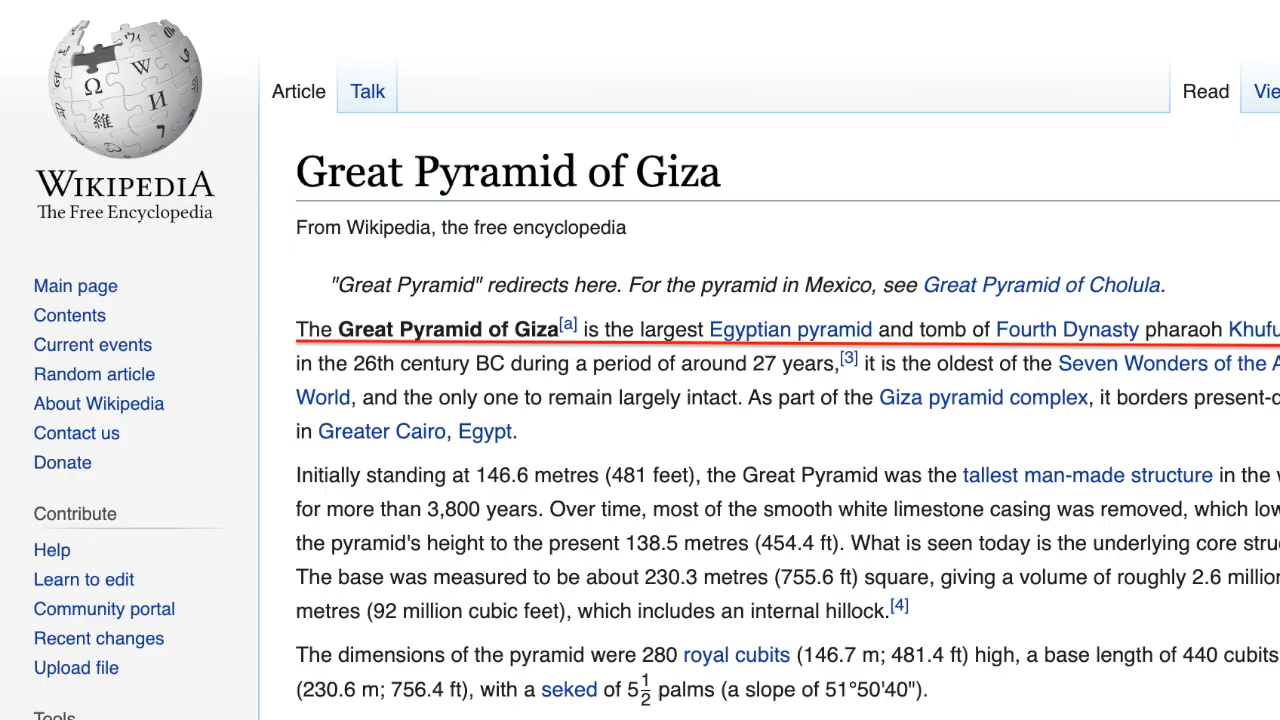 Article
Talk
Read
Vie
WIKIPEDIA
The Free Encyclopedia
Great Pyramid of Giza
From Wikipedia, the free encyclopedia
Main page
Contents
Current events
Random article
About Wikipedia
Contact us
Donate
Contribute
Help
Learn to edit
Community portal
Recent changes
Upload file
Tools
"Great Pyramid" redirects here. For the pyramid in Mexico, see Great Pyramid of Cholula.
The Great Pyramid of Giza[a] is the largest Egyptian pyramid and tomb of Fourth Dynasty pharaoh Khufu
in the 26th century BC during a period of around 27 years,[3] it is the oldest of the Seven Wonders of the A
World, and the only one to remain largely intact. As part of the Giza pyramid complex, it borders present-d
in Greater Cairo, Egypt.
Initially standing at 146.6 metres (481 feet), the Great Pyramid was the tallest man-made structure in the w
for more than 3,800 years. Over time, most of the smooth white limestone casing was removed, which low
the pyramid's height to the present 138.5 metres (454.4 ft). What is seen today is the underlying core stru
The base was measured to be about 230.3 metres (755.6 ft) square, giving a volume of roughly 2.6 million
metres (92 million cubic feet), which includes an internal hillock.[4]
The dimensions of the pyramid were 280 royal cubits (146.7 m; 481.4 ft) high, a base length of 440 cubits
(230.6 m; 756.4 ft), with a seked of 5 1/2 palms (a slope of 51°50'40").